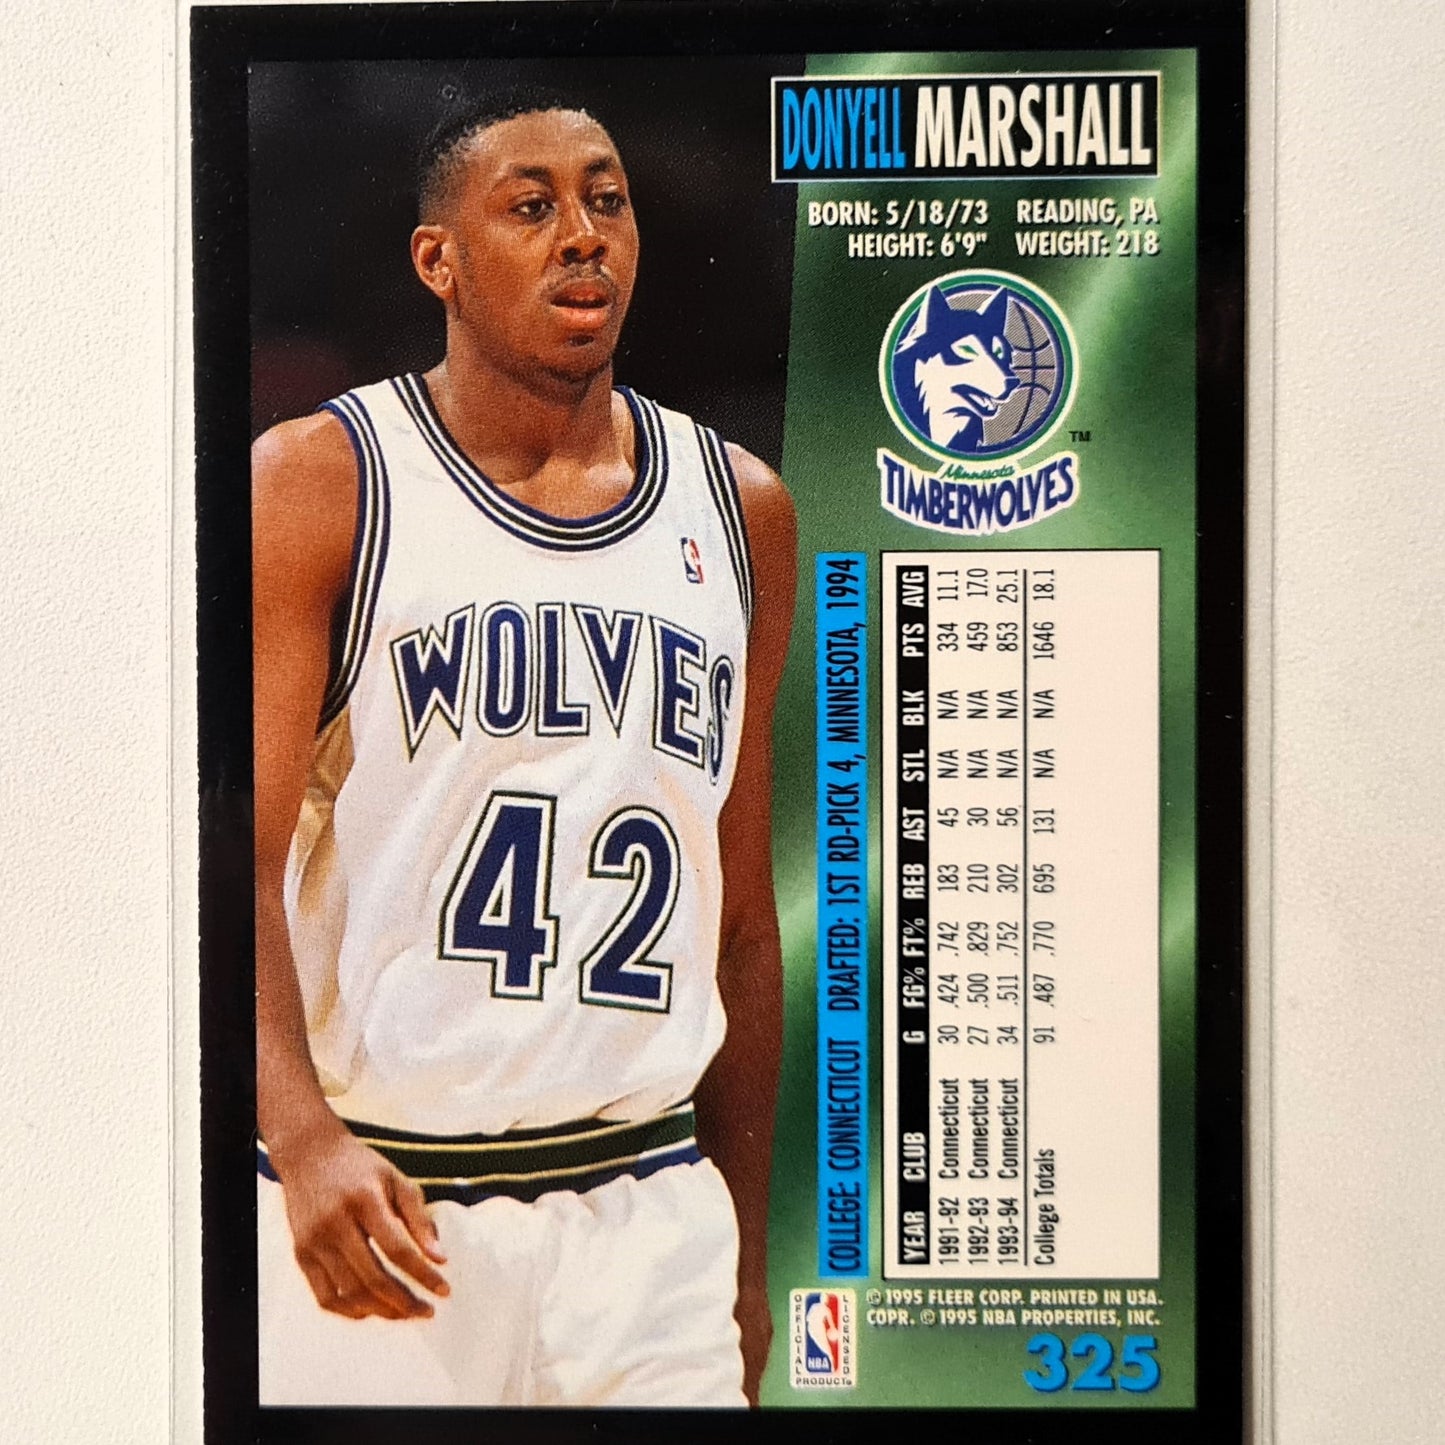 DONYELL MARSHALL
BORN: 5/18/73 READING, PA
HEIGHT: 6'9" WEIGHT: 218
TM
Minnesota
TIMBERWOLVES
WOLVES
42
COLLEGE: CONNECTICUT DRAFTED: 1ST RD-PICK 4, MINNESOTA, 1994
YEAR CLUB G FG% FT% REB AST STL BLK PTS AVG
1991-92 Connecticut 30 .424 .742 183 45 N/A N/A 334 11.1
1992-93 Connecticut 27 .500 .829 210 30 N/A N/A 459 17.0
1993-94 Connecticut 34 .511 .752 302 56 N/A N/A 853 25.1
College Totals 91 .487 .770 695 131 N/A N/A 1646 18.1
OFFICIAL LICENSED
NBA
PRODUCT
© 1995 FLEER CORP. PRINTED IN USA.
COPR. © 1995 NBA PROPERTIES, INC.
325